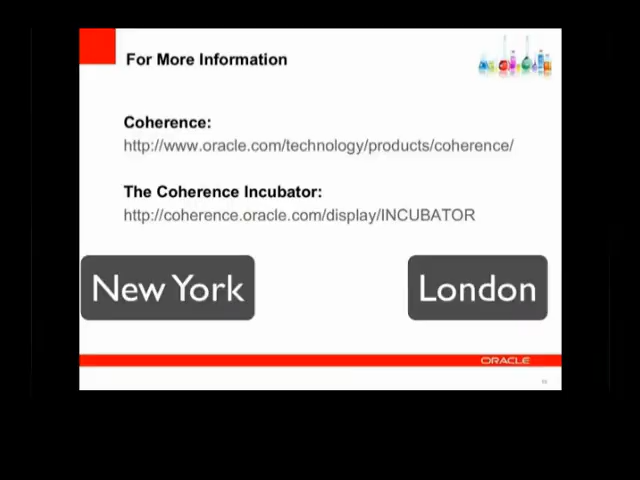 For More Information
Coherence:
http://www.oracle.com/technology/products/coherence/
The Coherence Incubator:
http://coherence.oracle.com/display/INCUBATOR
New York
London
ORACLE